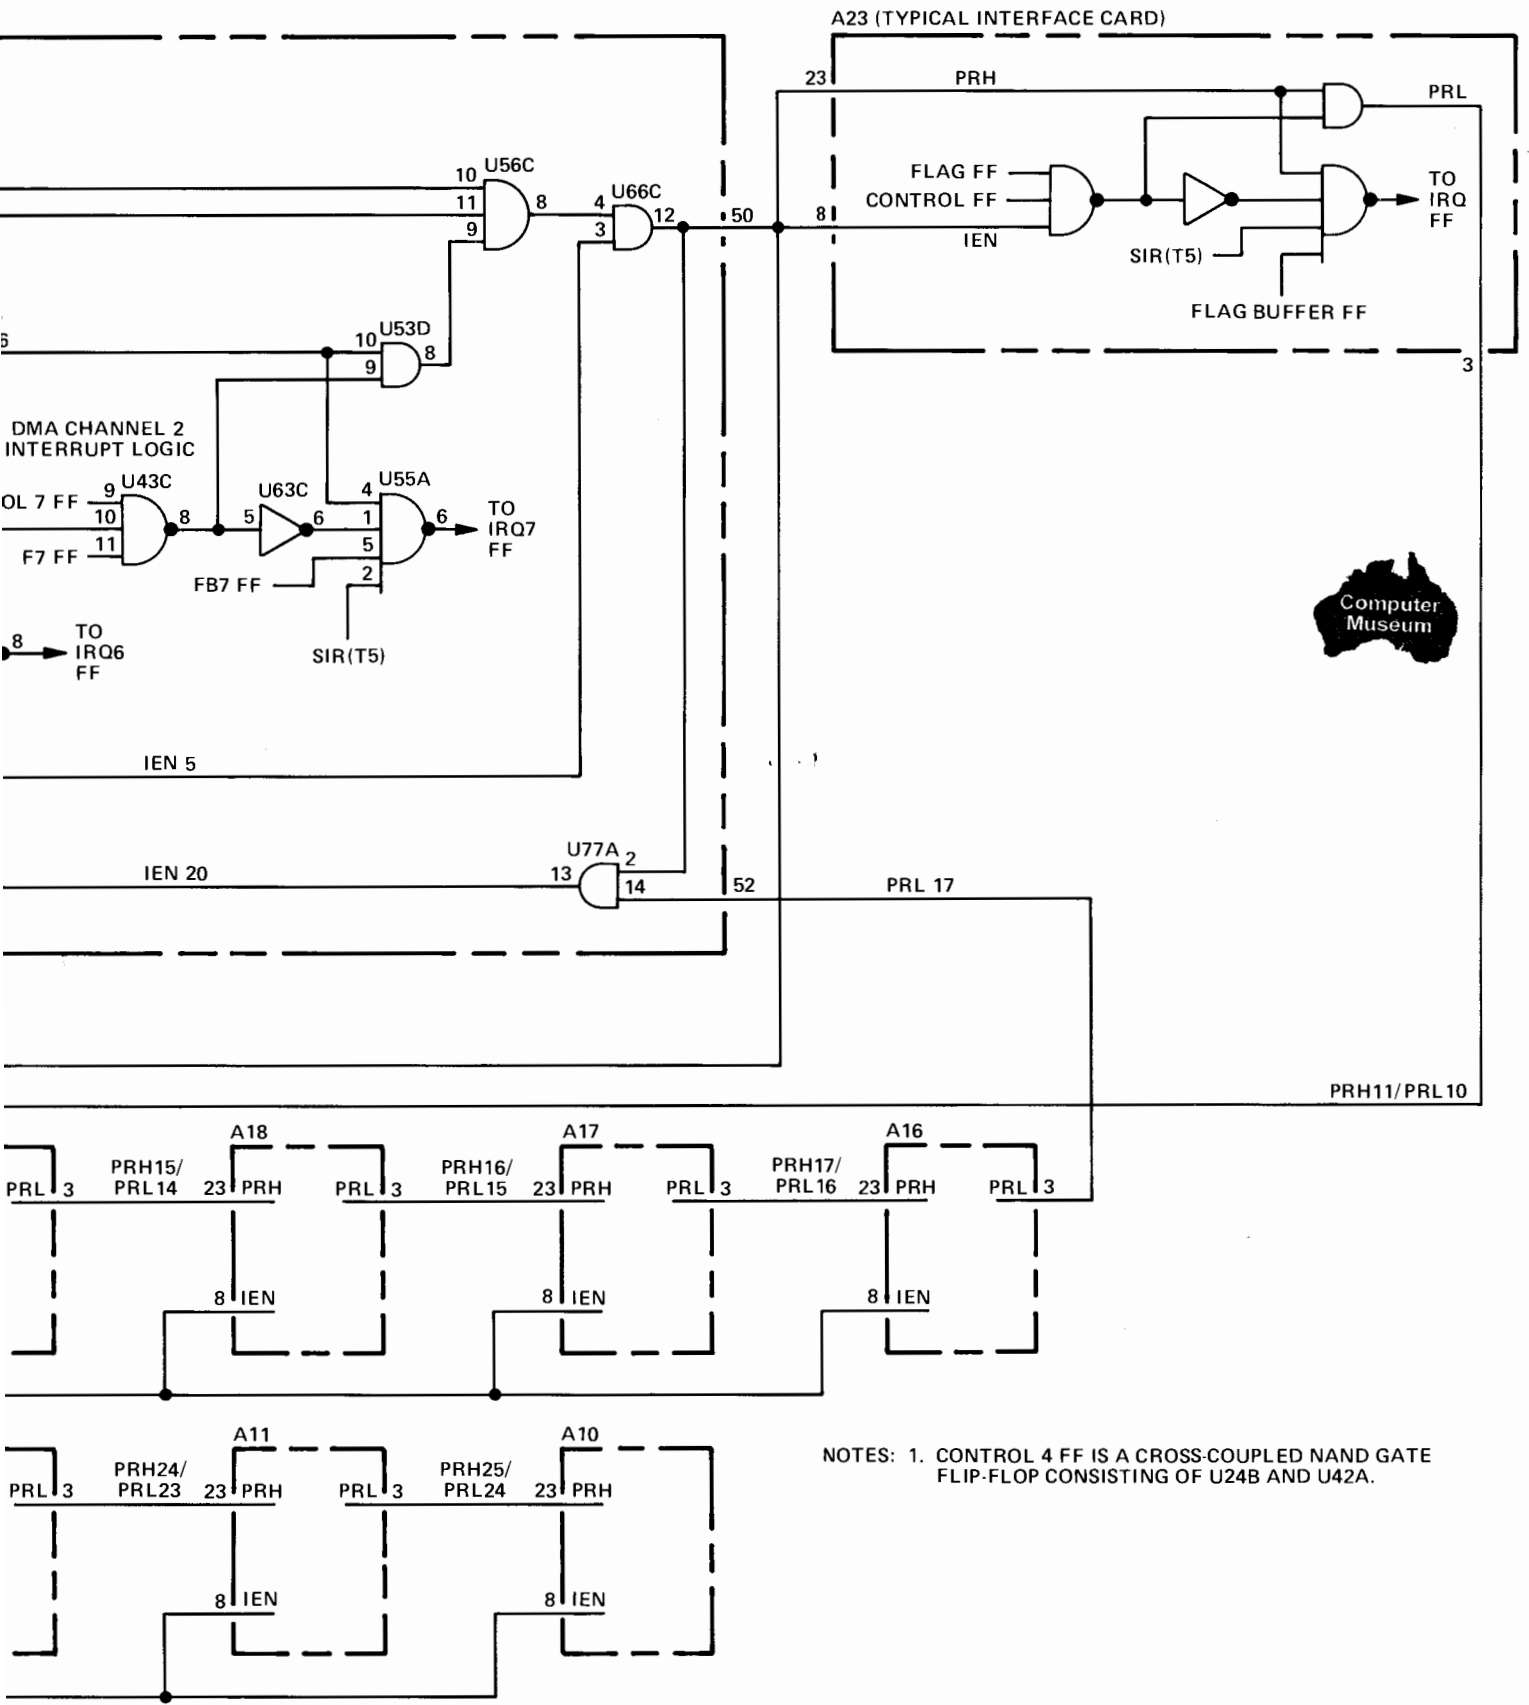 A23 (TYPICAL INTERFACE CARD)
23
PRH
PRL
FLAG FF
CONTROL FF
8
IEN
SIR(T5)
FLAG BUFFER FF
TO
IRQ
FF
3
U56C
10
11
9
8
U66C
4
3
12
50
6
U53D
10
9
8
DMA CHANNEL 2
INTERRUPT LOGIC
U43C
OL 7 FF
9
10
11
F7 FF
8
U63C
5
6
U55A
4
1
5
2
6
TO
IRQ7
FF
FB7 FF
SIR(T5)
8
TO
IRQ6
FF
Computer
Museum
IEN 5
IEN 20
U77A
13
2
14
52
PRL 17
PRH11/PRL10
A18
A17
A16
PRL
3
PRH15/
PRL14
23
PRH
PRL
3
PRH16/
PRL15
23
PRH
PRL
3
PRH17/
PRL16
23
PRH
PRL
3
8
IEN
8
IEN
8
IEN
A11
A10
PRL
3
PRH24/
PRL23
23
PRH
PRL
3
PRH25/
PRL24
23
PRH
8
IEN
8
IEN
NOTES: 1. CONTROL 4 FF IS A CROSS-COUPLED NAND GATE
FLIP-FLOP CONSISTING OF U24B AND U42A.